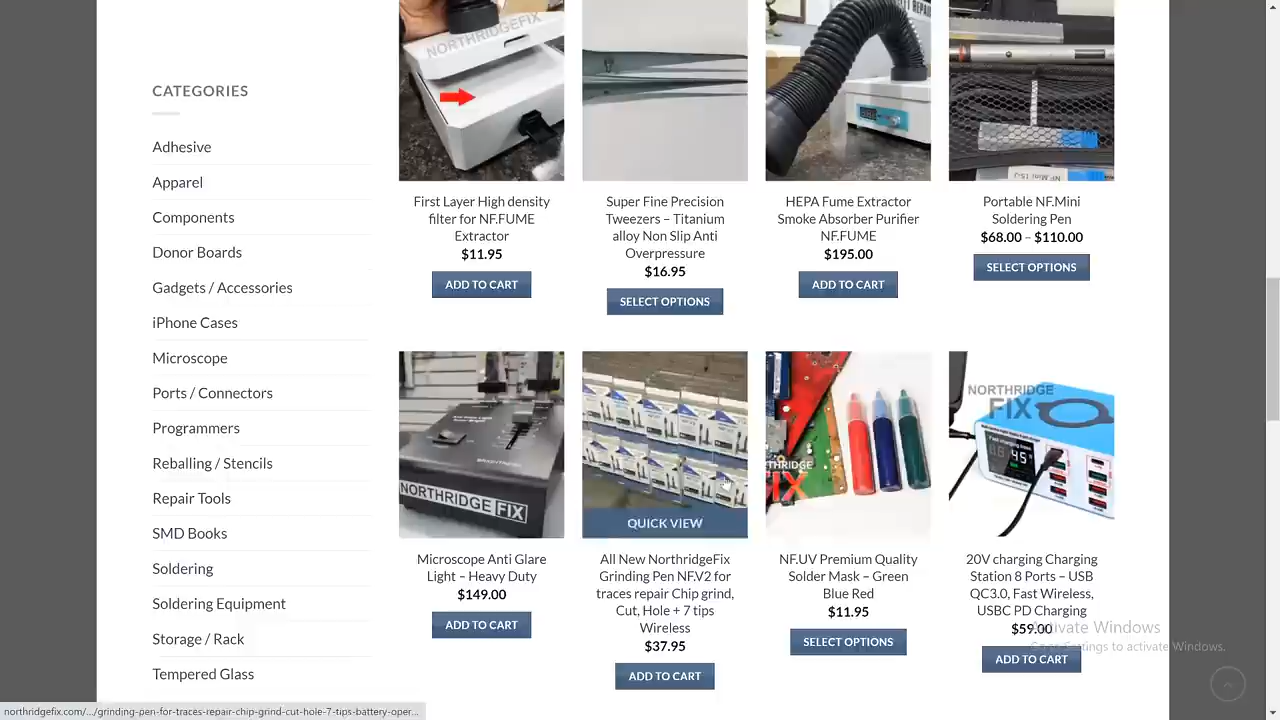 CATEGORIES
Adhesive
Apparel
Components
Donor Boards
Gadgets / Accessories
iPhone Cases
Microscope
Ports / Connectors
Programmers
Reballing / Stencils
Repair Tools
SMD Books
Soldering
Soldering Equipment
Storage / Rack
Tempered Glass
NORTHRIDGEFIX
First Layer High density
filter for NF.FUME
Extractor
$11.95
ADD TO CART
Super Fine Precision
Tweezers – Titanium
alloy Non Slip Anti
Overpressure
$16.95
SELECT OPTIONS
HEPA Fume Extractor
Smoke Absorber Purifier
NF.FUME
$195.00
ADD TO CART
Portable NF.Mini
Soldering Pen
$68.00 – $110.00
SELECT OPTIONS
NORTHRIDGE FIX
Microscope Anti Glare
Light – Heavy Duty
$149.00
ADD TO CART
QUICK VIEW
All New NorthridgeFix
Grinding Pen NF.V2 for
traces repair Chip grind,
Cut, Hole + 7 tips
Wireless
$37.95
ADD TO CART
NF.UV Premium Quality
Solder Mask – Green
Blue Red
$11.95
SELECT OPTIONS
NORTHRIDGE
FIX
20V charging Charging
Station 8 Ports – USB
QC3.0, Fast Wireless,
USBC PD Charging
$59.00
ADD TO CART
Activate Windows
Go to Settings to activate Windows.
northridgefix.com/.../grinding-pen-for-traces-repair-chip-grind-cut-hole-7-tips-battery-oper...